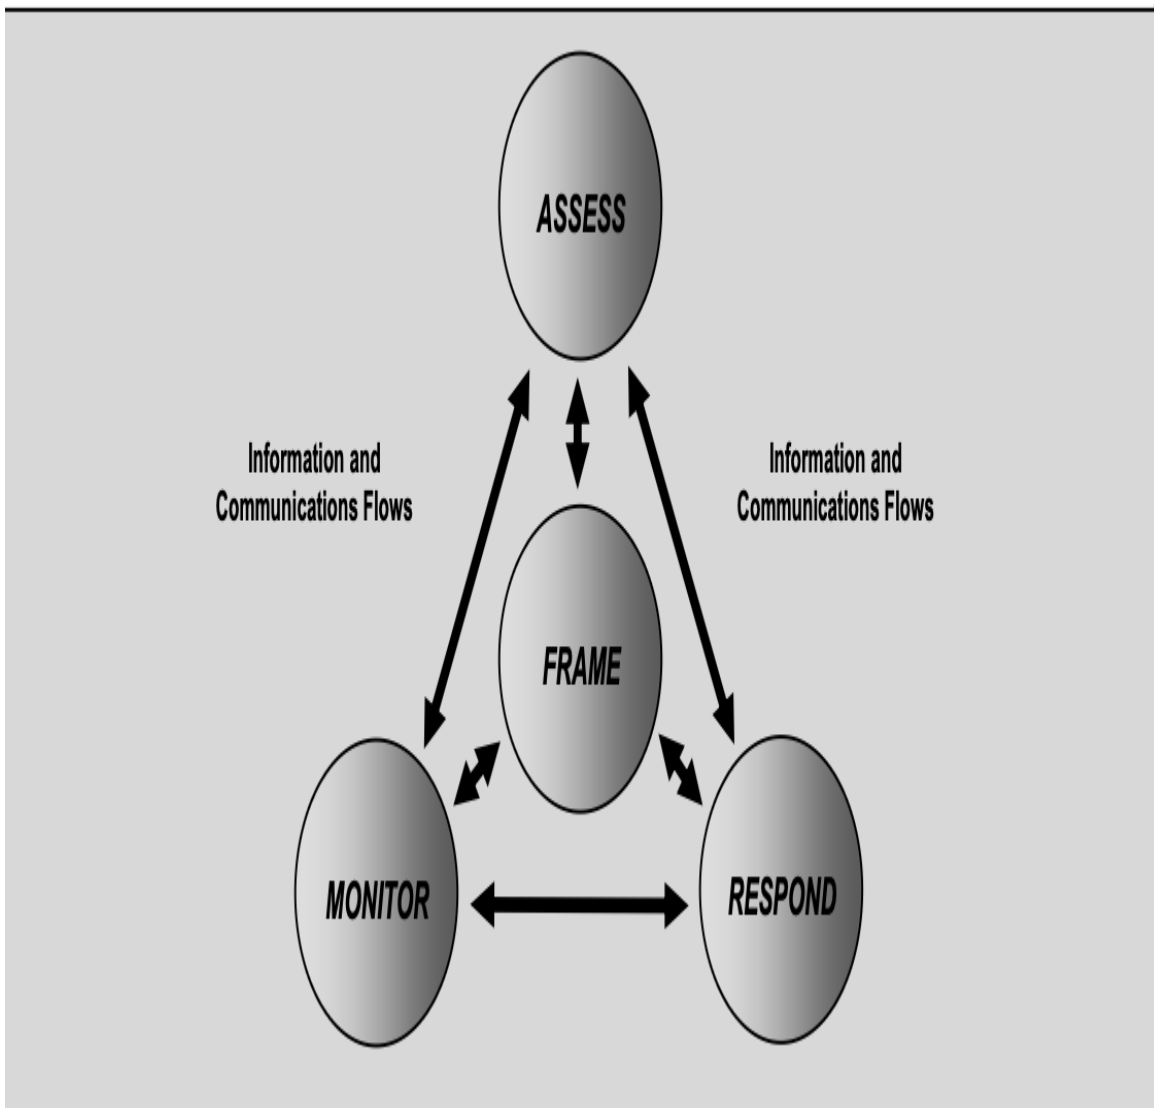 ASSESS
Information and
Communications Flows
Information and
Communications Flows
FRAME
MONITOR
RESPOND